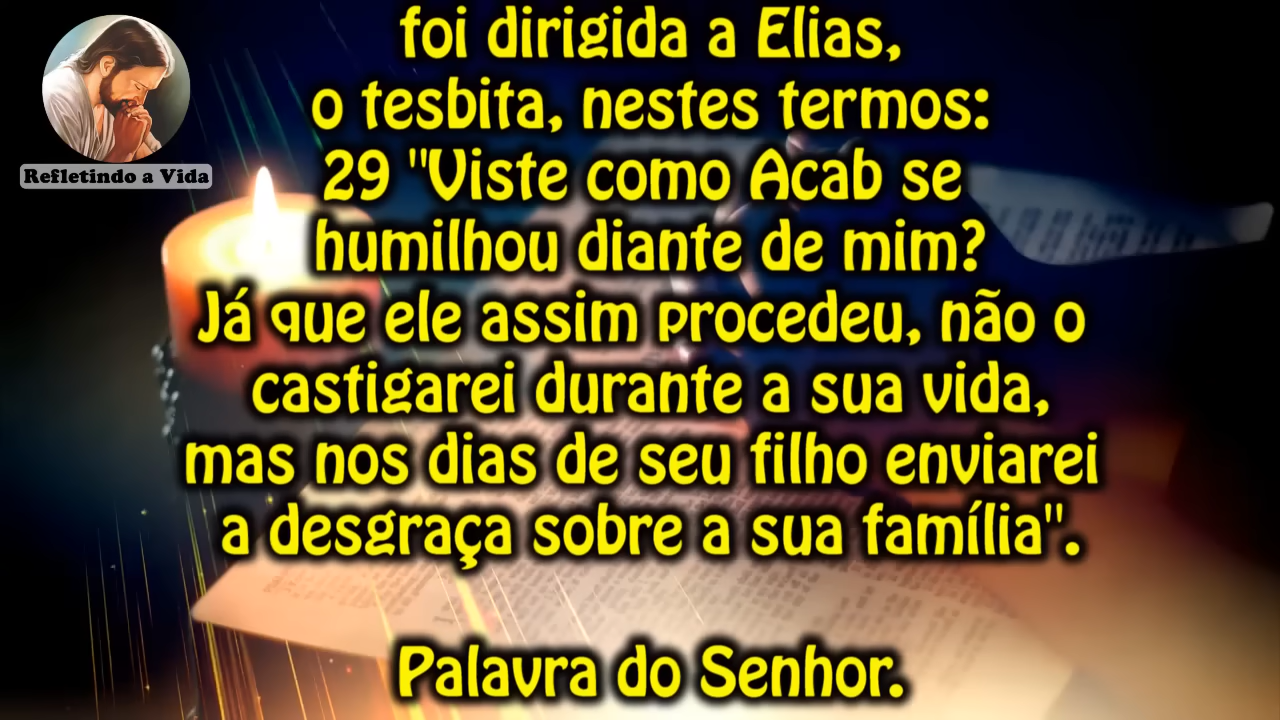 foi dirigida a Elias,
o tesbita, nestes termos:
Refletindo a Vida
29 "Viste como Acab se
humilhou diante de mim?
Já que ele assim procedeu, não o
castigarei durante a sua vida,
mas nos dias de seu filho enviarei
a desgraça sobre a sua família".
Palavra do Senhor.